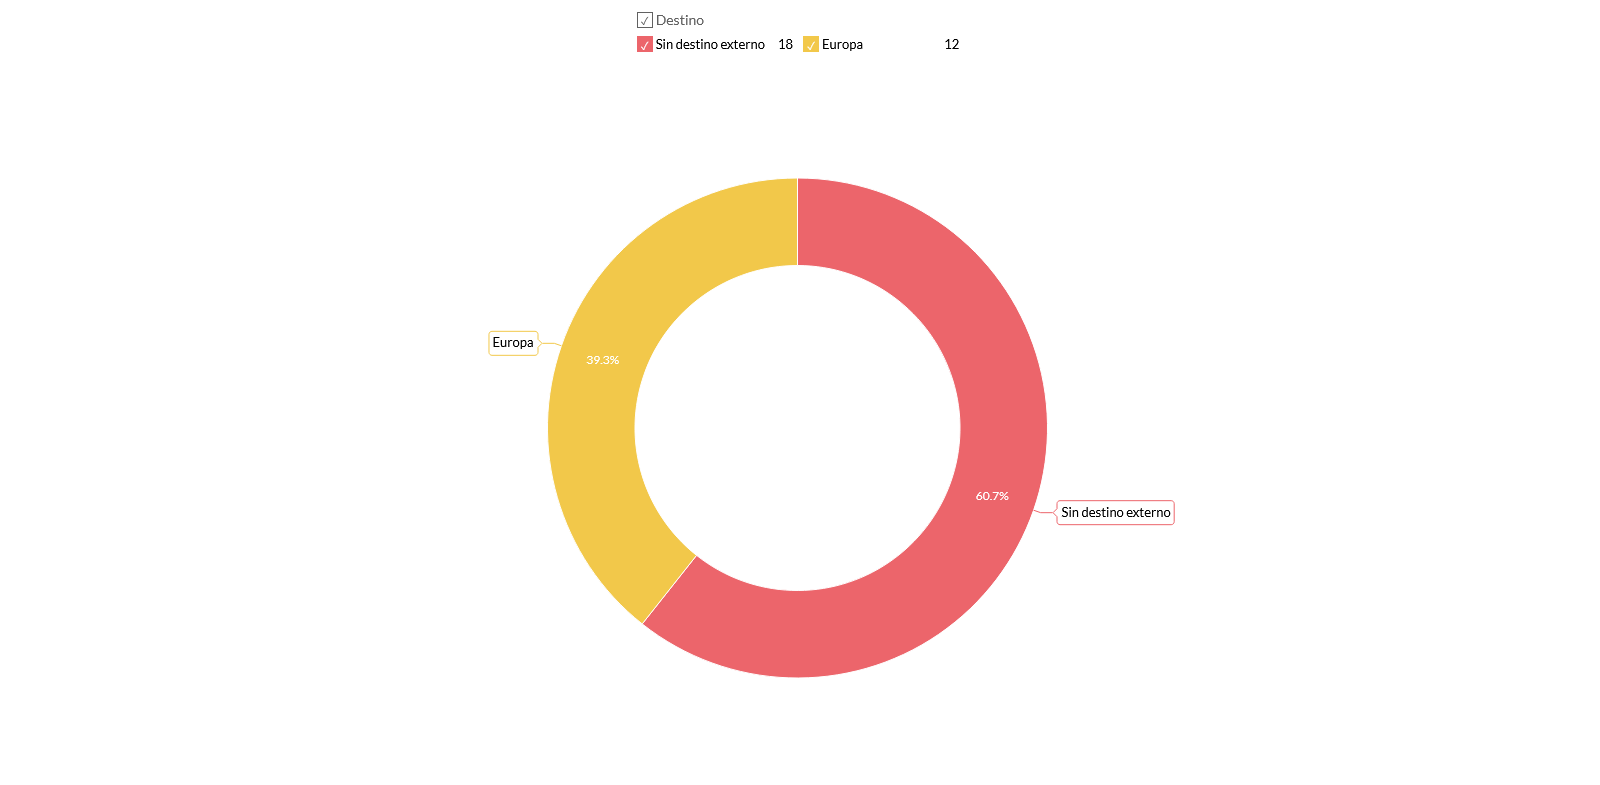 Destino
Sin destino externo 18 Europa 12
Europa
39.3%
60.7%
Sin destino externo